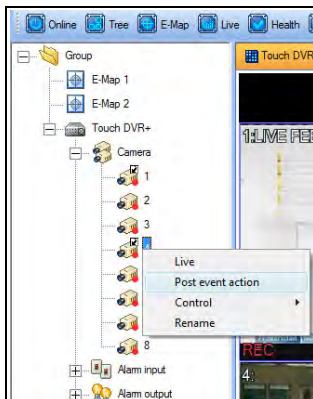 Online Tree E-Map Live Health
Group
Touch DVR
E-Map 1
E-Map 2
Touch DVR+
Camera
1:LIVE FEE
1
2
3
4
Live
Post event action
Control
Rename
8
REC
Alarm input
4:
Alarm output